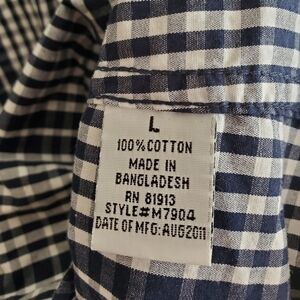 L
100% COTTON
MADE IN
BANGLADESH
RN 81913
STYLE#M7904
DATE OF MFG:AUG2011